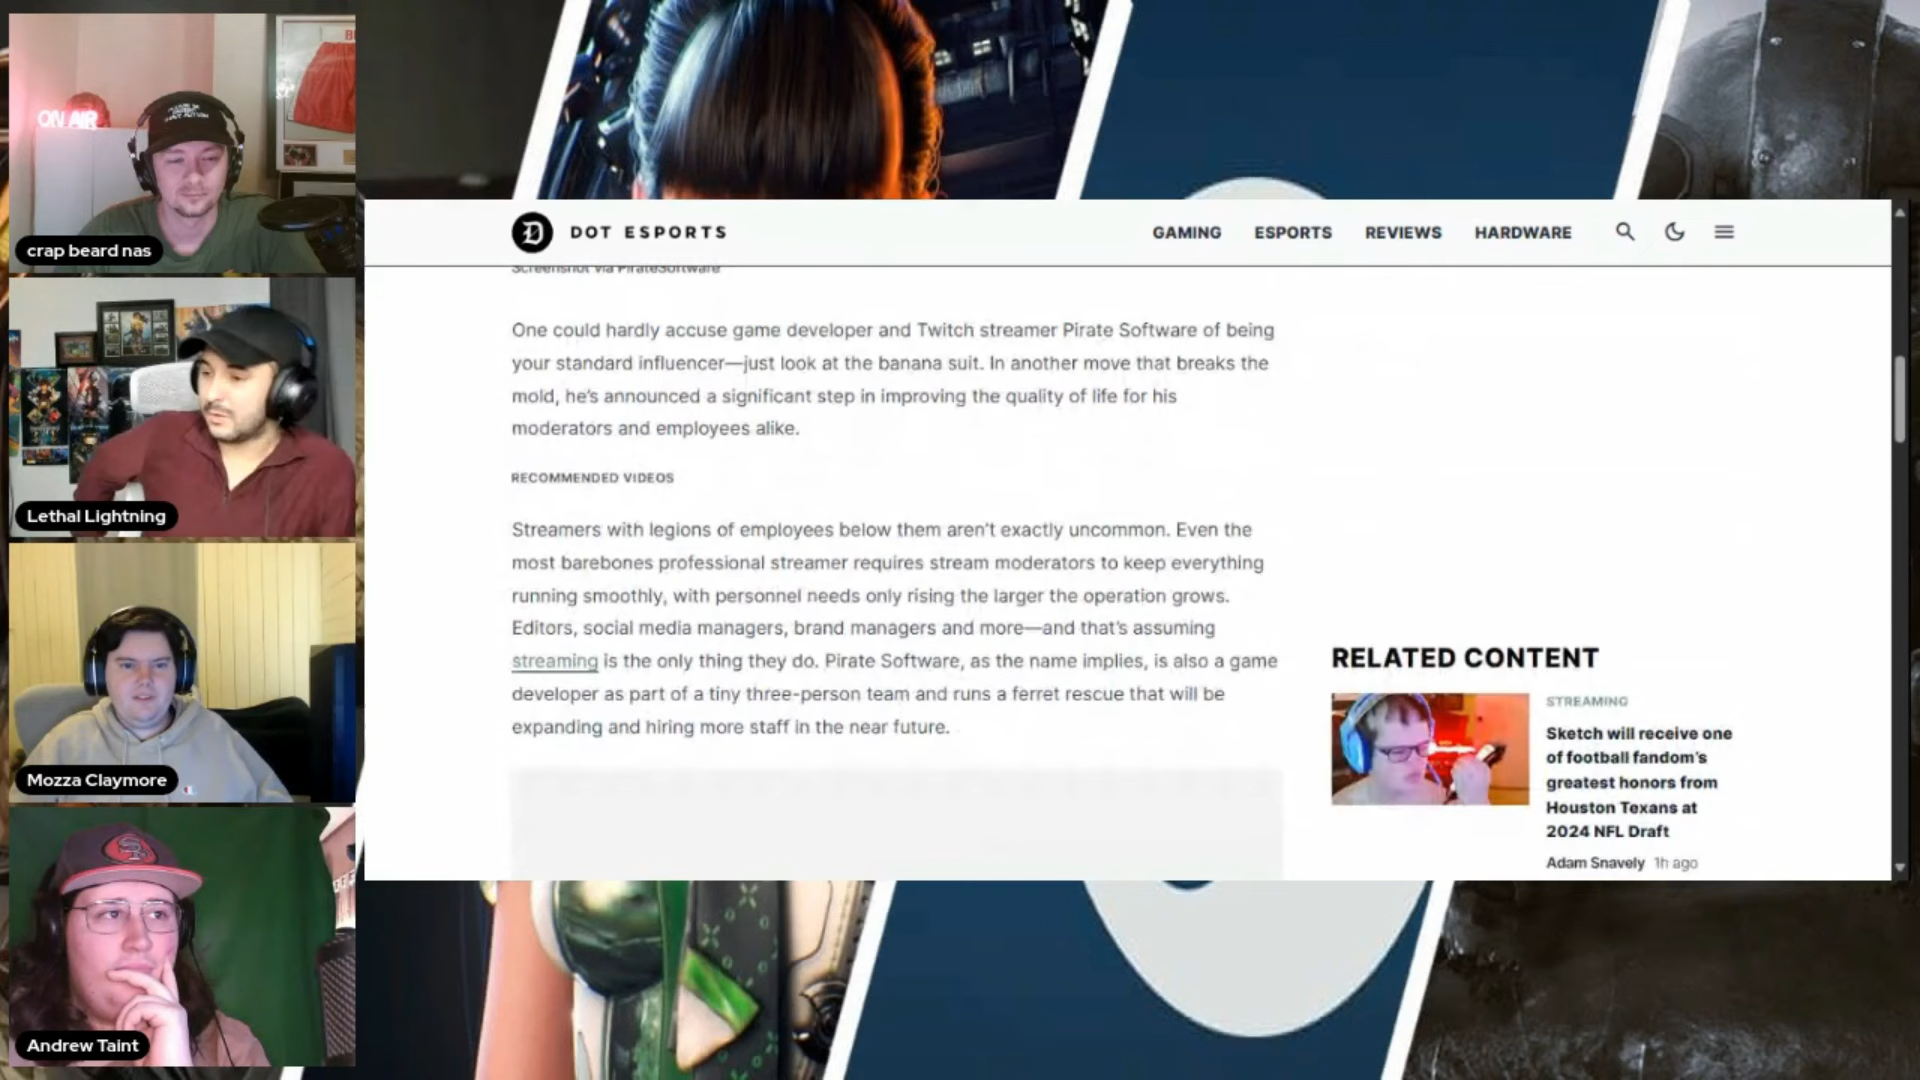 ON AIR
crap beard nas
Lethal Lightning
Mozza Claymore
Andrew Taint
DOT ESPORTS
GAMING ESPORTS REVIEWS HARDWARE
Screenshot via PirateSoftware
One could hardly accuse game developer and Twitch streamer Pirate Software of being
your standard influencer—just look at the banana suit. In another move that breaks the
mold, he's announced a significant step in improving the quality of life for his
moderators and employees alike.
RECOMMENDED VIDEOS
Streamers with legions of employees below them aren't exactly uncommon. Even the
most barebones professional streamer requires stream moderators to keep everything
running smoothly, with personnel needs only rising the larger the operation grows.
Editors, social media managers, brand managers and more—and that's assuming
streaming is the only thing they do. Pirate Software, as the name implies, is also a game
developer as part of a tiny three-person team and runs a ferret rescue that will be
expanding and hiring more staff in the near future.
RELATED CONTENT
STREAMING
Sketch will receive one
of football fandom's
greatest honors from
Houston Texans at
2024 NFL Draft
Adam Snavely 1h ago